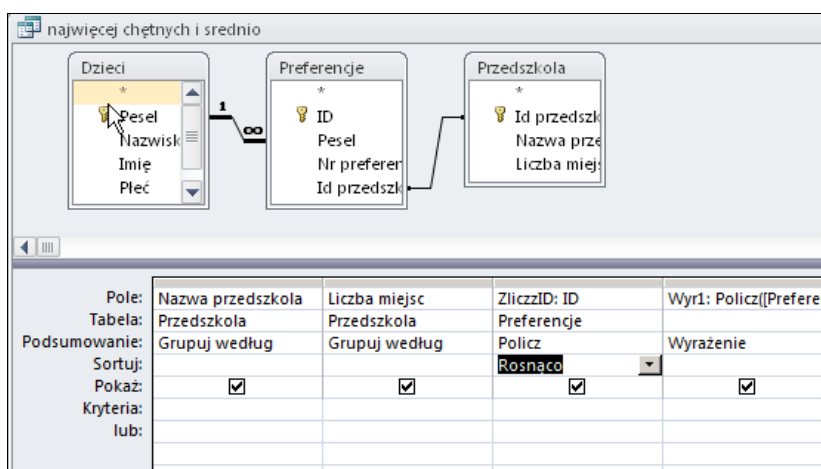 najwięcej chętnych i srednio
Dzieci Preferencje Przedszkola
* * *
Pesel 1 ID Id przedszk
Nazwisk ∞ Pesel Nazwa prze
Imię Nr preferen Liczba miejs
Płeć Id przedszk
Pole: Nazwa przedszkola Liczba miejsc ZliczzID: ID Wyr1: Policz([Prefere
Tabela: Przedszkola Przedszkola Preferencje
Podsumowanie: Grupuj według Grupuj według Policz Wyrażenie
Sortuj: Rosnąco
Pokaż:
Kryteria:
lub: